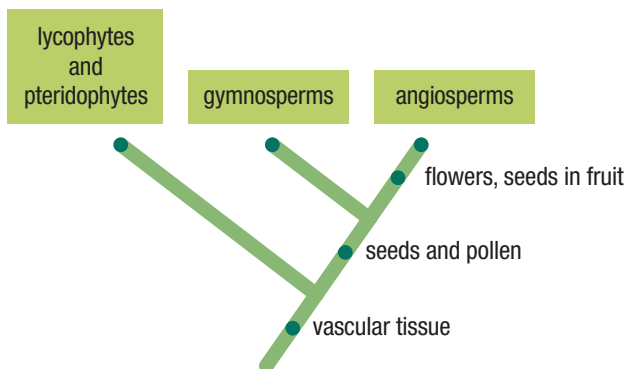 lycophytes
and
pteridophytes
gymnosperms
angiosperms
flowers, seeds in fruit
seeds and pollen
vascular tissue